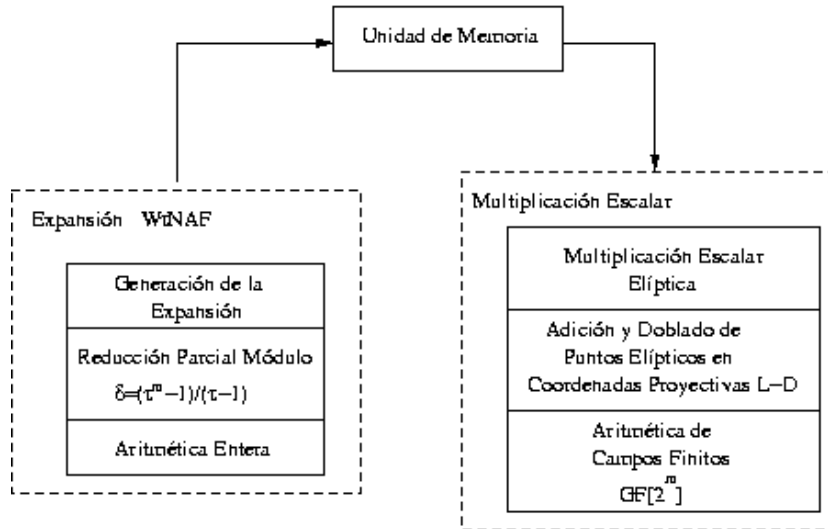 Unidad de Memoria
Expansión WτNAF
Generación de la
Expansión
Reducción Parcial Módulo
δ=(τ^m−1)/(τ−1)
Aritmética Entera
Multiplicación Escalar
Multiplicación Escalar
Elíptica
Adición y Doblado de
Puntos Elípticos en
Coordenadas Proyectivas L−D
Aritmética de
Campos Finitos
GF[2^m]